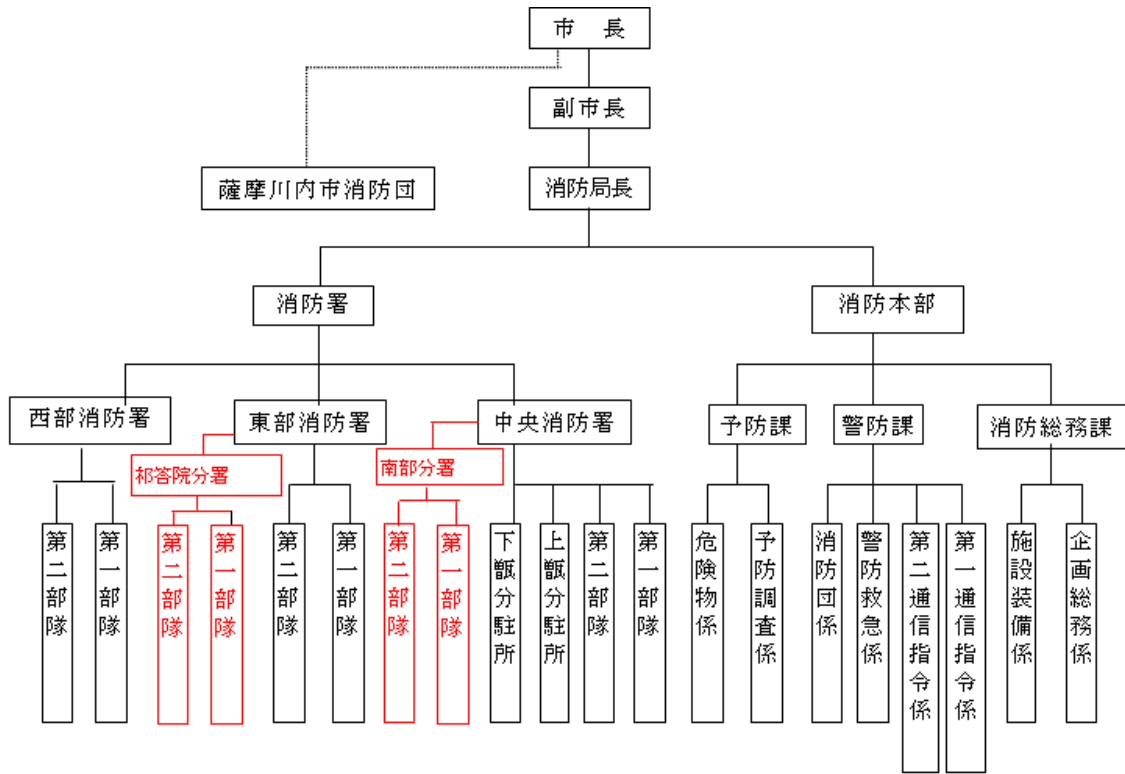 市　長
副市長
薩摩川内市消防団
消防局長
消防署
消防本部
西部消防署
東部消防署
中央消防署
予防課
警防課
消防総務課
祁答院分署
南部分署
第二部隊
第一部隊
第二部隊
第一部隊
第二部隊
第一部隊
第二部隊
第一部隊
下甑分駐所
上甑分駐所
第二部隊
第一部隊
危険物係
予防調査係
消防団係
警防救急係
第二通信指令係
第一通信指令係
施設装備係
企画総務係